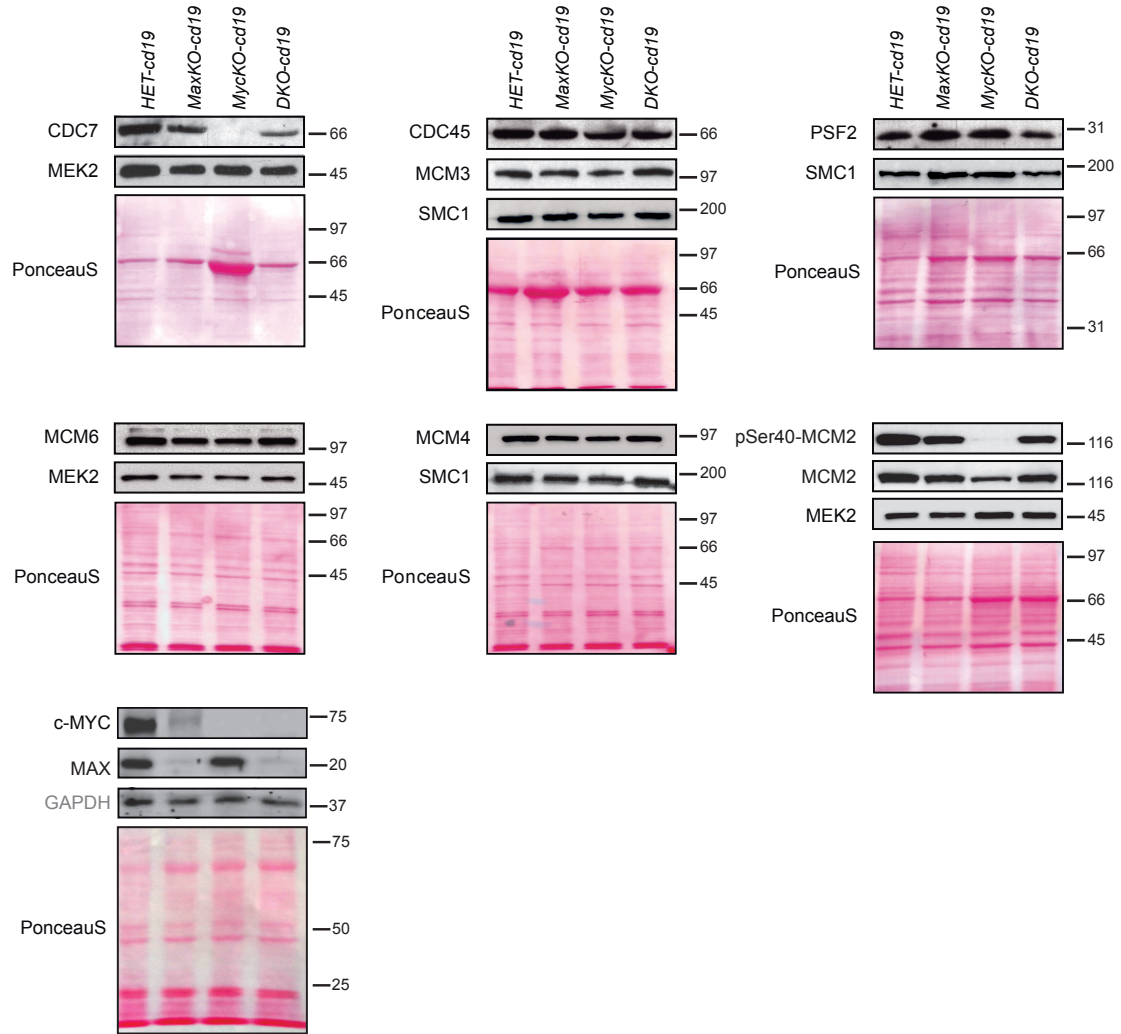 HET-cd19
MaxKO-cd19
MycKO-cd19
DKO-cd19
CDC7
66
MEK2
45
PonceauS
97
66
45
HET-cd19
MaxKO-cd19
MycKO-cd19
DKO-cd19
CDC45
66
MCM3
97
SMC1
200
PonceauS
97
66
45
HET-cd19
MaxKO-cd19
MycKO-cd19
DKO-cd19
PSF2
31
SMC1
200
PonceauS
97
66
31
MCM6
97
MEK2
45
PonceauS
97
66
45
MCM4
97
SMC1
200
PonceauS
97
66
45
pSer40-MCM2
116
MCM2
116
MEK2
45
PonceauS
97
66
45
c-MYC
75
MAX
20
GAPDH
37
PonceauS
75
50
25